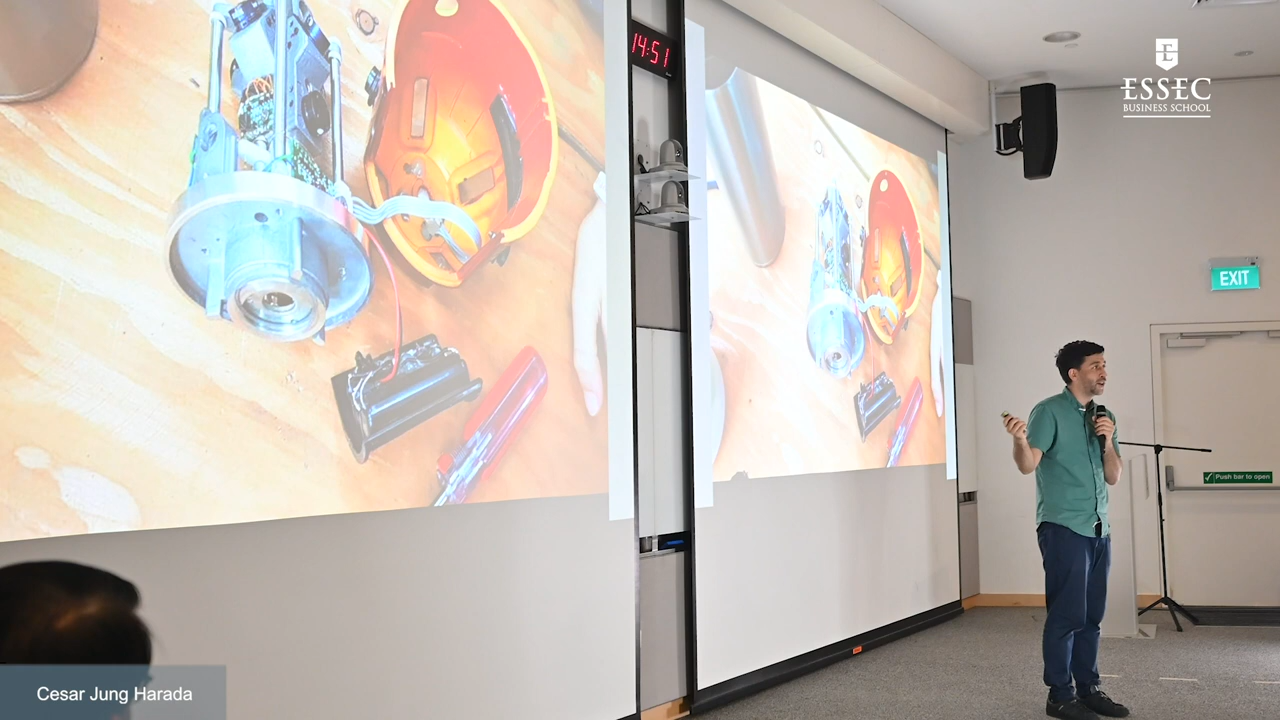 14:51
ESSEC
BUSINESS SCHOOL
EXIT
Push bar to open
Cesar Jung Harada